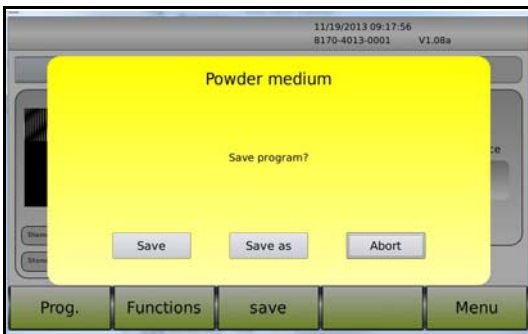 11/19/2013 09:17:56
8170-4013-0001 V1.08a
Powder medium
Save program?
Save Save as Abort
Prog. Functions save Menu